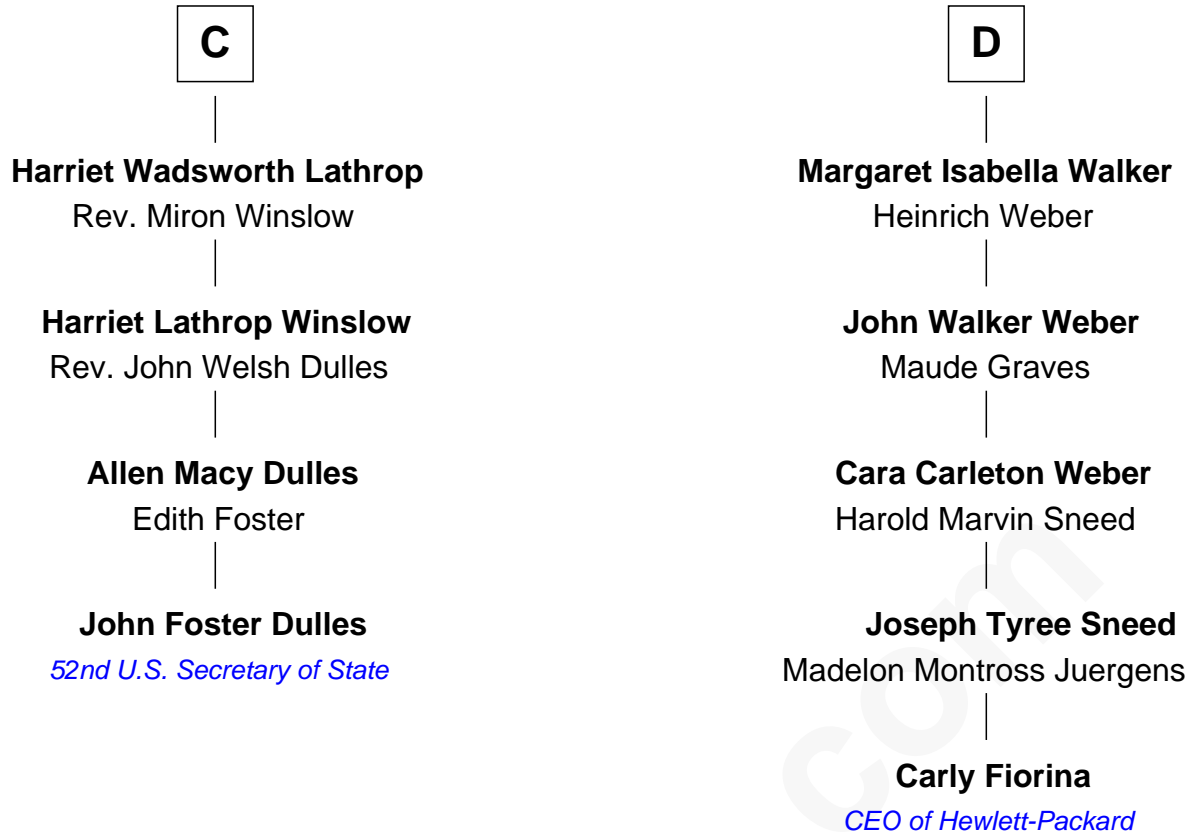 C
Harriet Wadsworth Lathrop
Rev. Miron Winslow
Harriet Lathrop Winslow
Rev. John Welsh Dulles
Allen Macy Dulles
Edith Foster
John Foster Dulles
52nd U.S. Secretary of State
D
Margaret Isabella Walker
Heinrich Weber
John Walker Weber
Maude Graves
Cara Carleton Weber
Harold Marvin Sneed
Joseph Tyree Sneed
Madelon Montross Juergens
Carly Fiorina
CEO of Hewlett-Packard
com